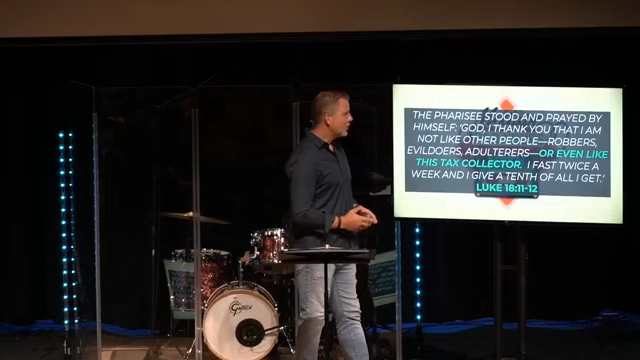 THE PHARISEE STOOD AND PRAYED BY
HIMSELF: 'GOD, I THANK YOU THAT I AM
NOT LIKE OTHER PEOPLE—ROBBERS,
EVILDOERS, ADULTERERS—OR EVEN LIKE
THIS TAX COLLECTOR. I FAST TWICE A
WEEK AND I GIVE A TENTH OF ALL I GET.'
LUKE 18:11-12
Gretsch